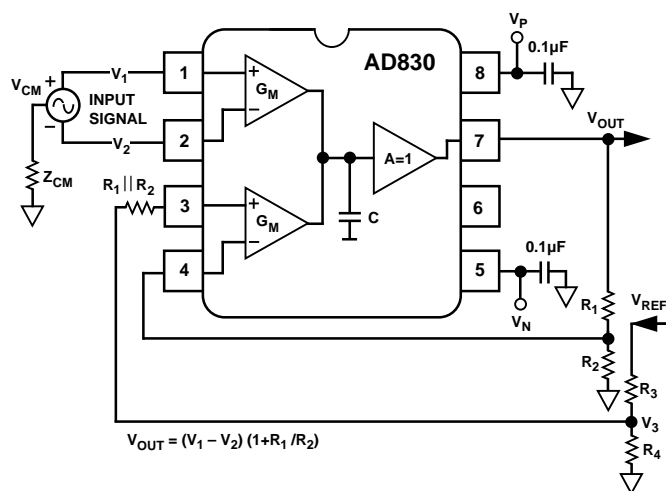 V_P
0.1μF
AD830
1
8
V_CM
+
−
V_1
INPUT
SIGNAL
V_2
G_M
+
−
V_OUT
2
7
A=1
Z_CM
R_1||R_2
3
6
G_M
+
−
C
0.1μF
4
5
V_N
R_1
V_REF
R_2
R_3
V_3
V_OUT = (V_1 − V_2) (1+R_1 /R_2)
R_4